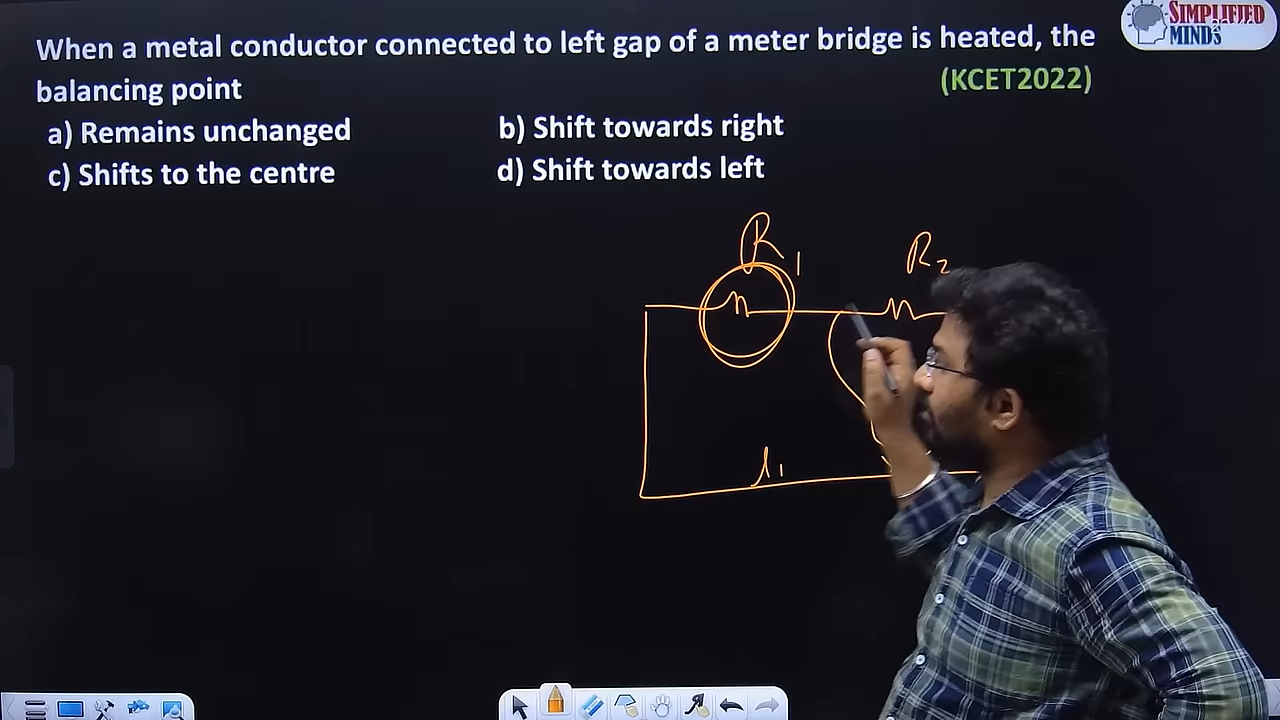 SIMPLIFIED
MINDS
When a metal conductor connected to left gap of a meter bridge is heated, the
balancing point
(KCET2022)
a) Remains unchanged
b) Shift towards right
c) Shifts to the centre
d) Shift towards left
R1
R2
l1